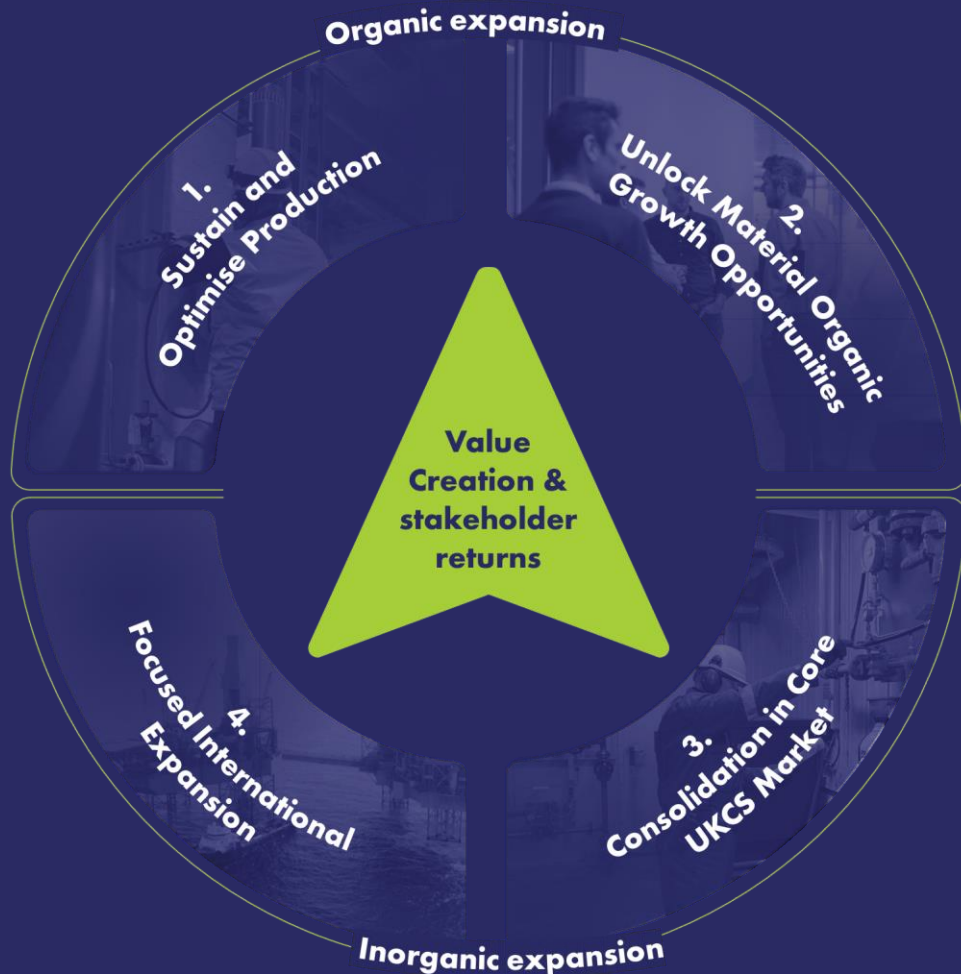 Organic expansion
1.
Sustain and
Optimise Production
2.
Unlock Material Organic
Growth Opportunities
Value
Creation &
stakeholder
returns
4.
Focused International
Expansion
3.
Consolidation in Core
UKCS Market
Inorganic expansion